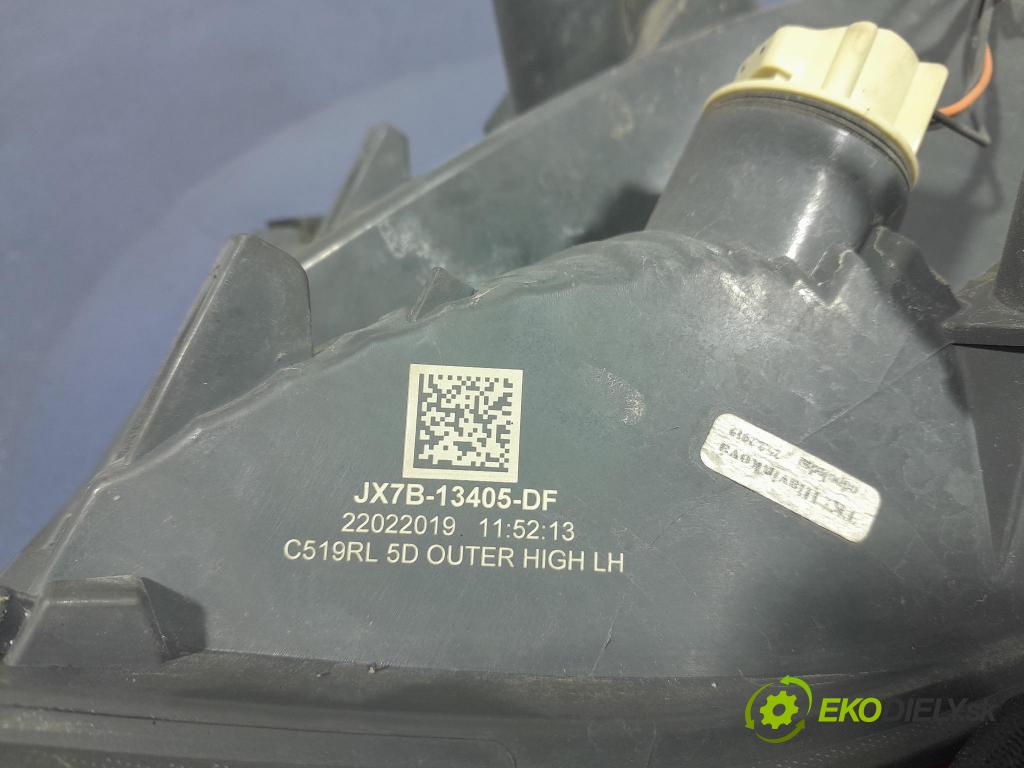 JX7B-13405-DF
22022019 11:52:13
C519RL 5D OUTER HIGH LH
EKODIELY.sk